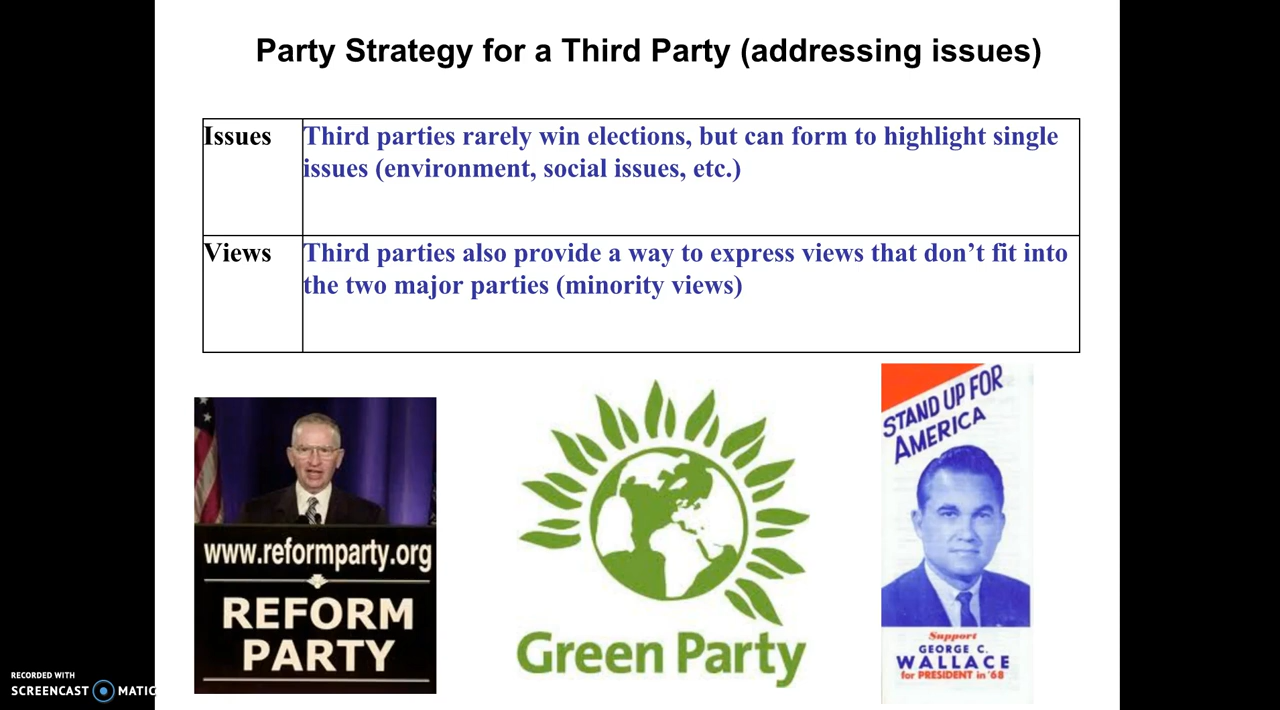 Party Strategy for a Third Party (addressing issues)
Issues
Third parties rarely win elections, but can form to highlight single
issues (environment, social issues, etc.)
Views
Third parties also provide a way to express views that don’t fit into
the two major parties (minority views)
www.reformparty.org
REFORM
PARTY
Green Party
STAND UP FOR
AMERICA
Support
GEORGE C.
WALLACE
for PRESIDENT in '68
RECORDED WITH
SCREENCAST MATIC